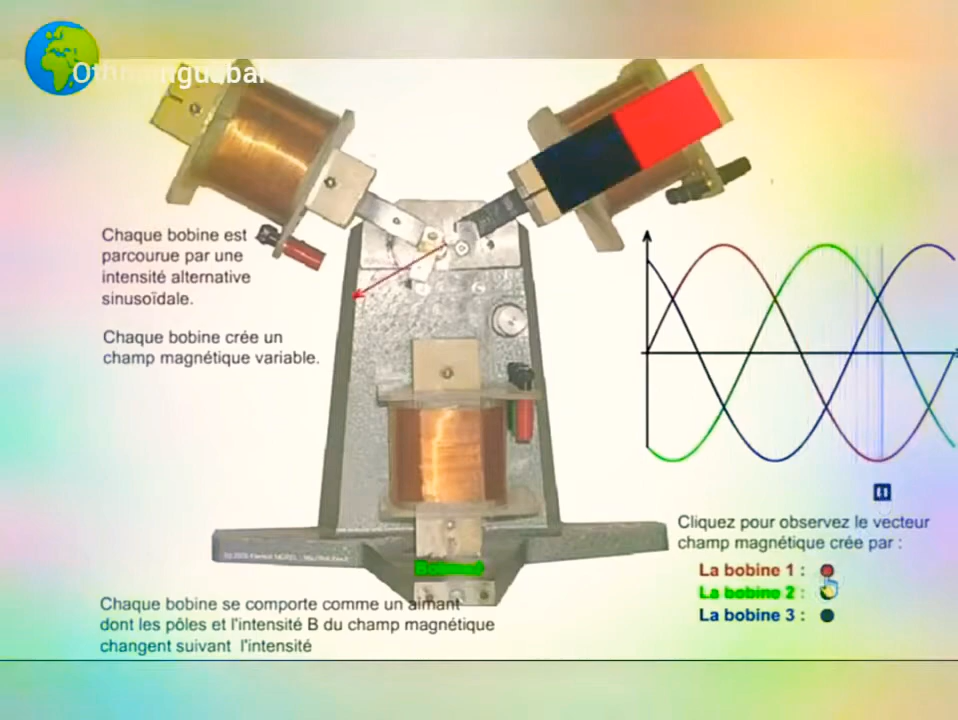 Chaque bobine est
parcourue par une
intensité alternative
sinusoïdale.
Chaque bobine crée un
champ magnétique variable.
Cliquez pour observez le vecteur
champ magnétique crée par :
La bobine 1 :
La bobine 2 :
La bobine 3 :
Chaque bobine se comporte comme un aimant
dont les pôles et l'intensité B du champ magnétique
changent suivant l'intensité